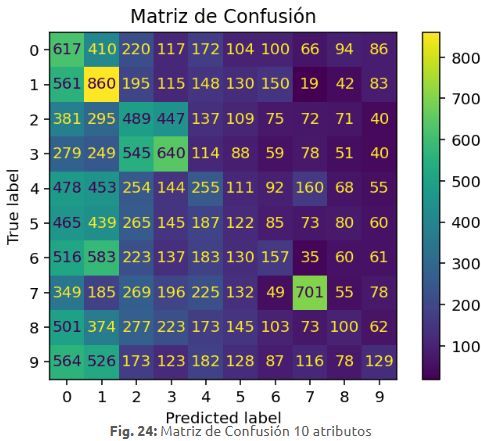 Matriz de Confusión
0 617 410 220 117 172 104 100 66 94 86
1 561 860 195 115 148 130 150 19 42 83
2 381 295 489 447 137 109 75 72 71 40
3 279 249 545 640 114 88 59 78 51 40
4 478 453 254 144 255 111 92 160 68 55
5 465 439 265 145 187 122 85 73 80 60
6 516 583 223 137 183 130 157 35 60 61
7 349 185 269 196 225 132 49 701 55 78
8 501 374 277 223 173 145 103 73 100 62
9 564 526 173 123 182 128 87 116 78 129
0 1 2 3 4 5 6 7 8 9
True label
Predicted label
800
700
600
500
400
300
200
100
Fig. 24: Matriz de Confusión 10 atributos